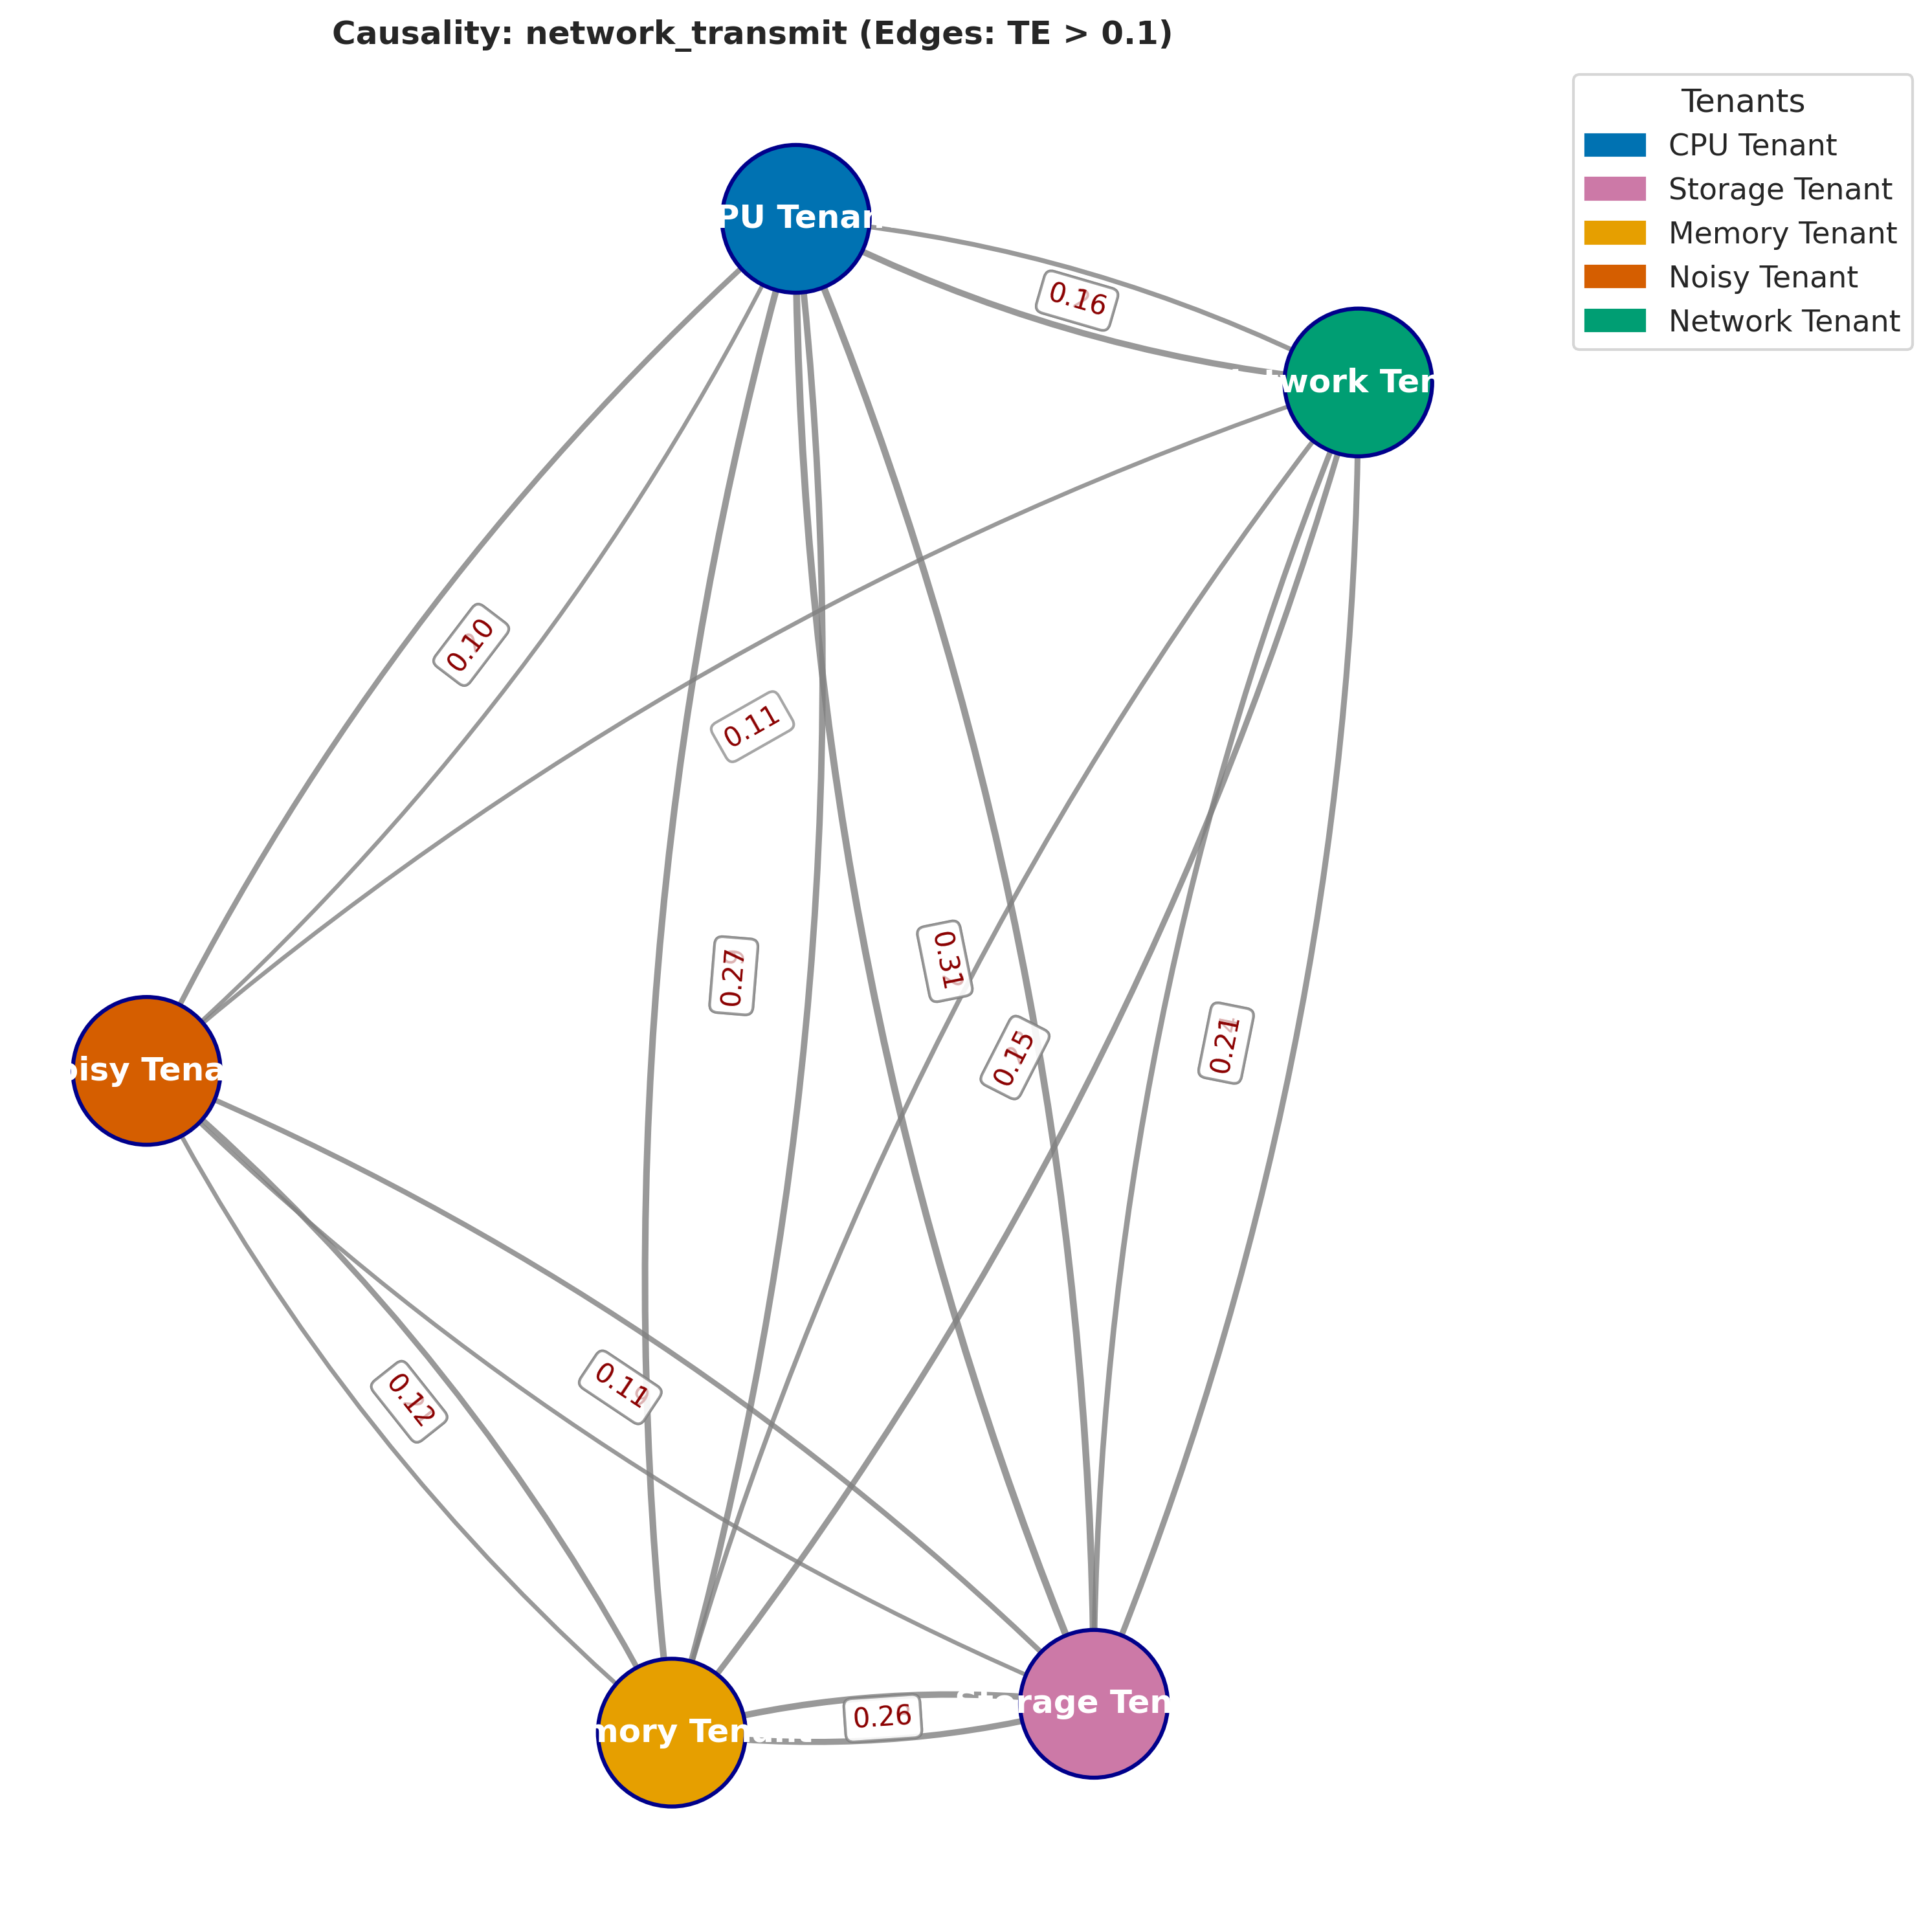 Causality: network_transmit (Edges: TE > 0.1)
Tenants
CPU Tenant
Storage Tenant
Memory Tenant
Noisy Tenant
Network Tenant
PU Tenan
0.16
work Ten
0.10
0.11
0.27
0.31
0.15
0.21
oisy Tena
0.12
0.11
0.26
mory Tenant
orage Ten